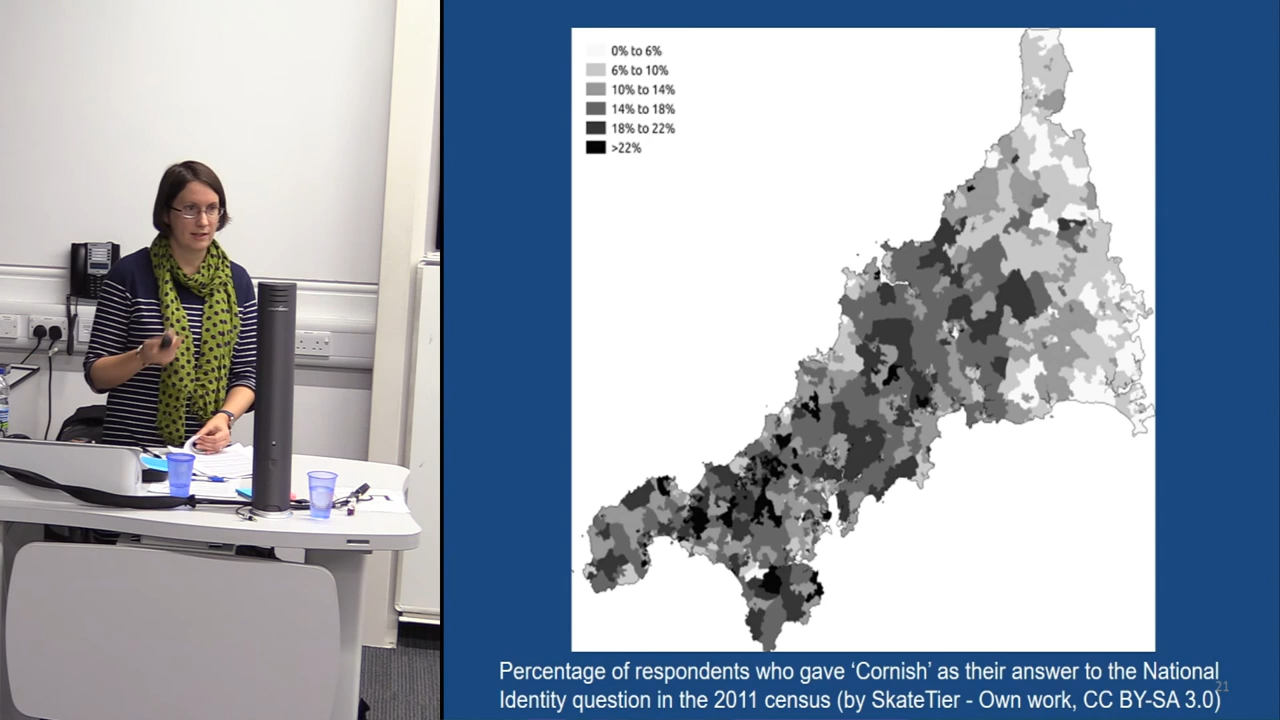 0% to 6%
6% to 10%
10% to 14%
14% to 18%
18% to 22%
>22%
Percentage of respondents who gave ‘Cornish’ as their answer to the National
Identity question in the 2011 census (by SkateTier - Own work, CC BY-SA 3.0)
21